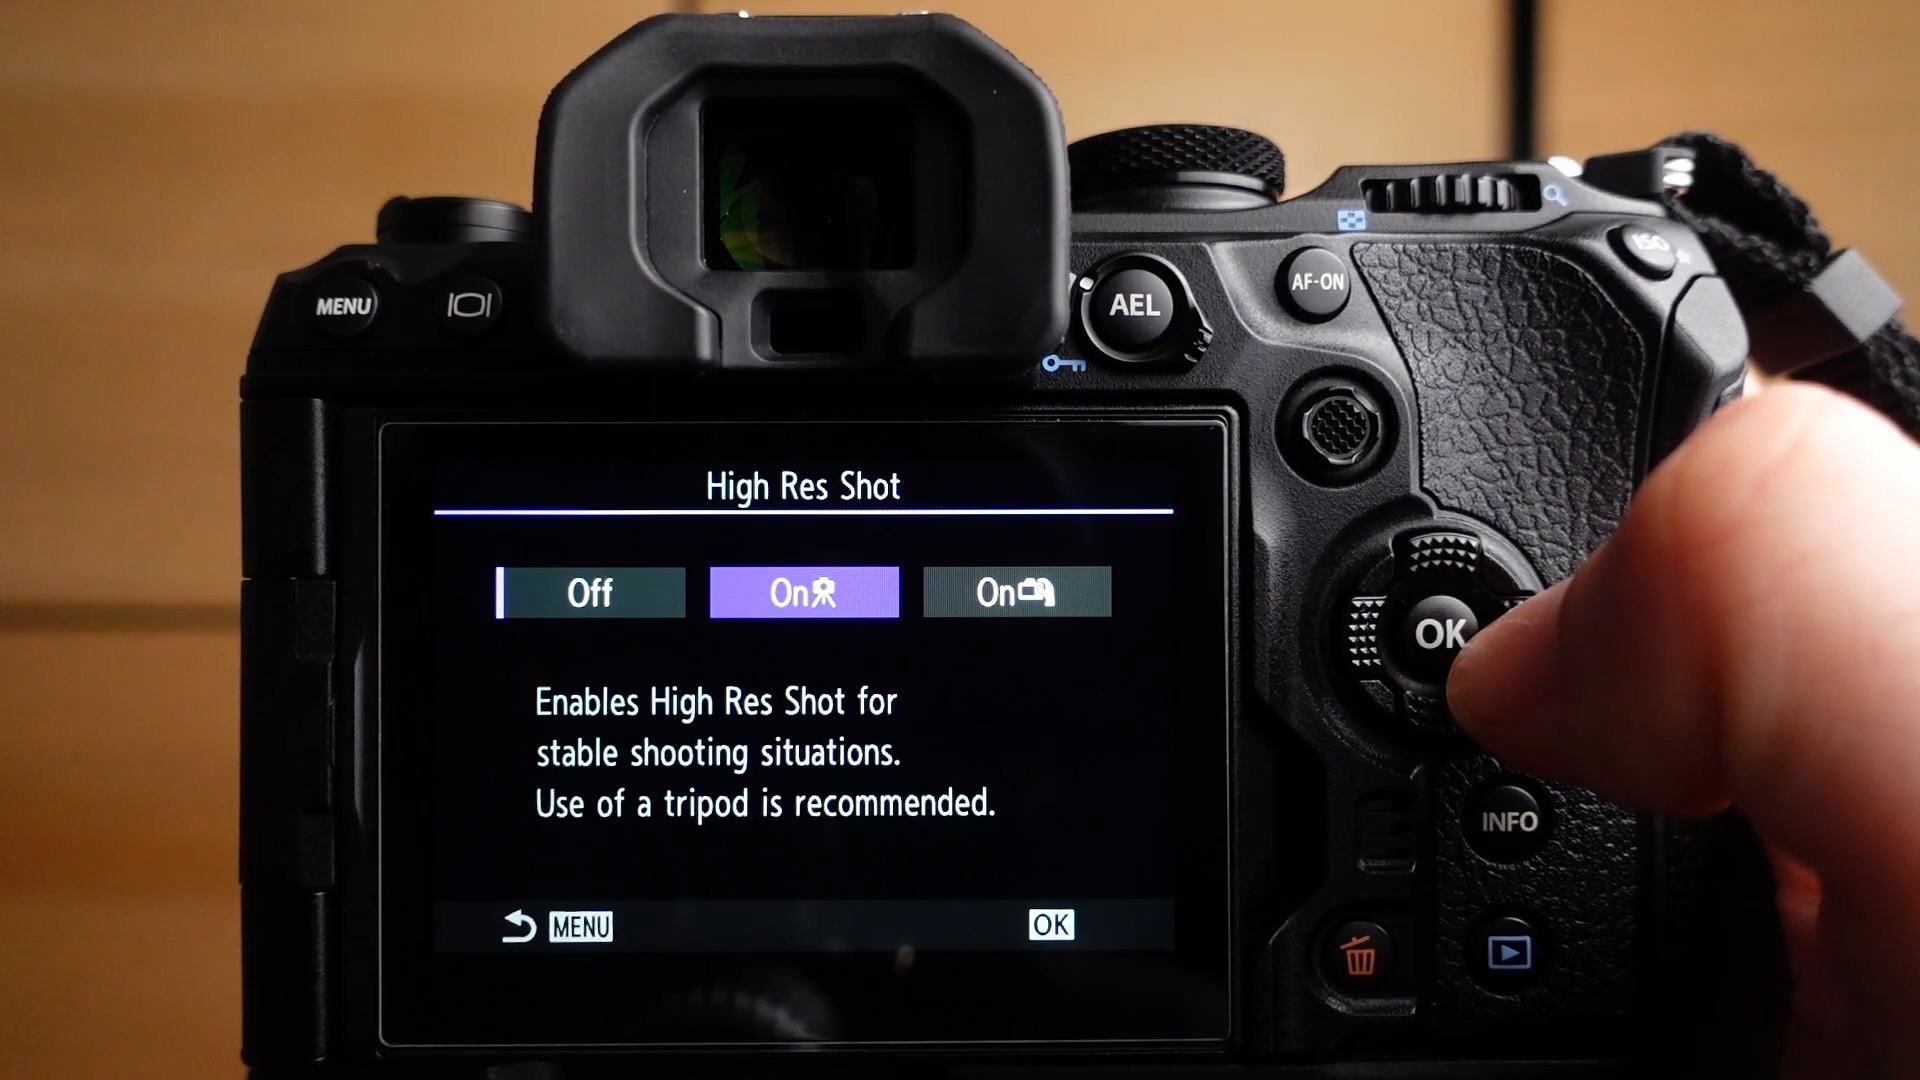 ISO
AF-ON
MENU
AEL
High Res Shot
Off
On
On
OK
Enables High Res Shot for
stable shooting situations.
Use of a tripod is recommended.
INFO
MENU
OK